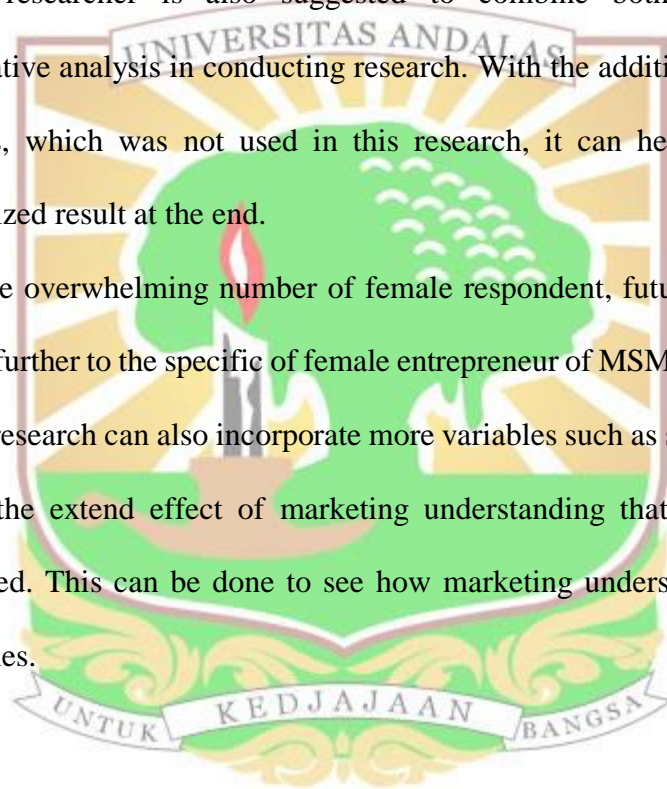 researcher is also suggested to combine both
UNIVERSITAS ANDALAS
ative analysis in conducting research. With the additi
, which was not used in this research, it can he
ized result at the end.
e overwhelming number of female respondent, futu
further to the specific of female entrepreneur of MSM
research can also incorporate more variables such as s
the extend effect of marketing understanding that
ed. This can be done to see how marketing unders
es.
UNTUK KEDJAJAAN BANGSA